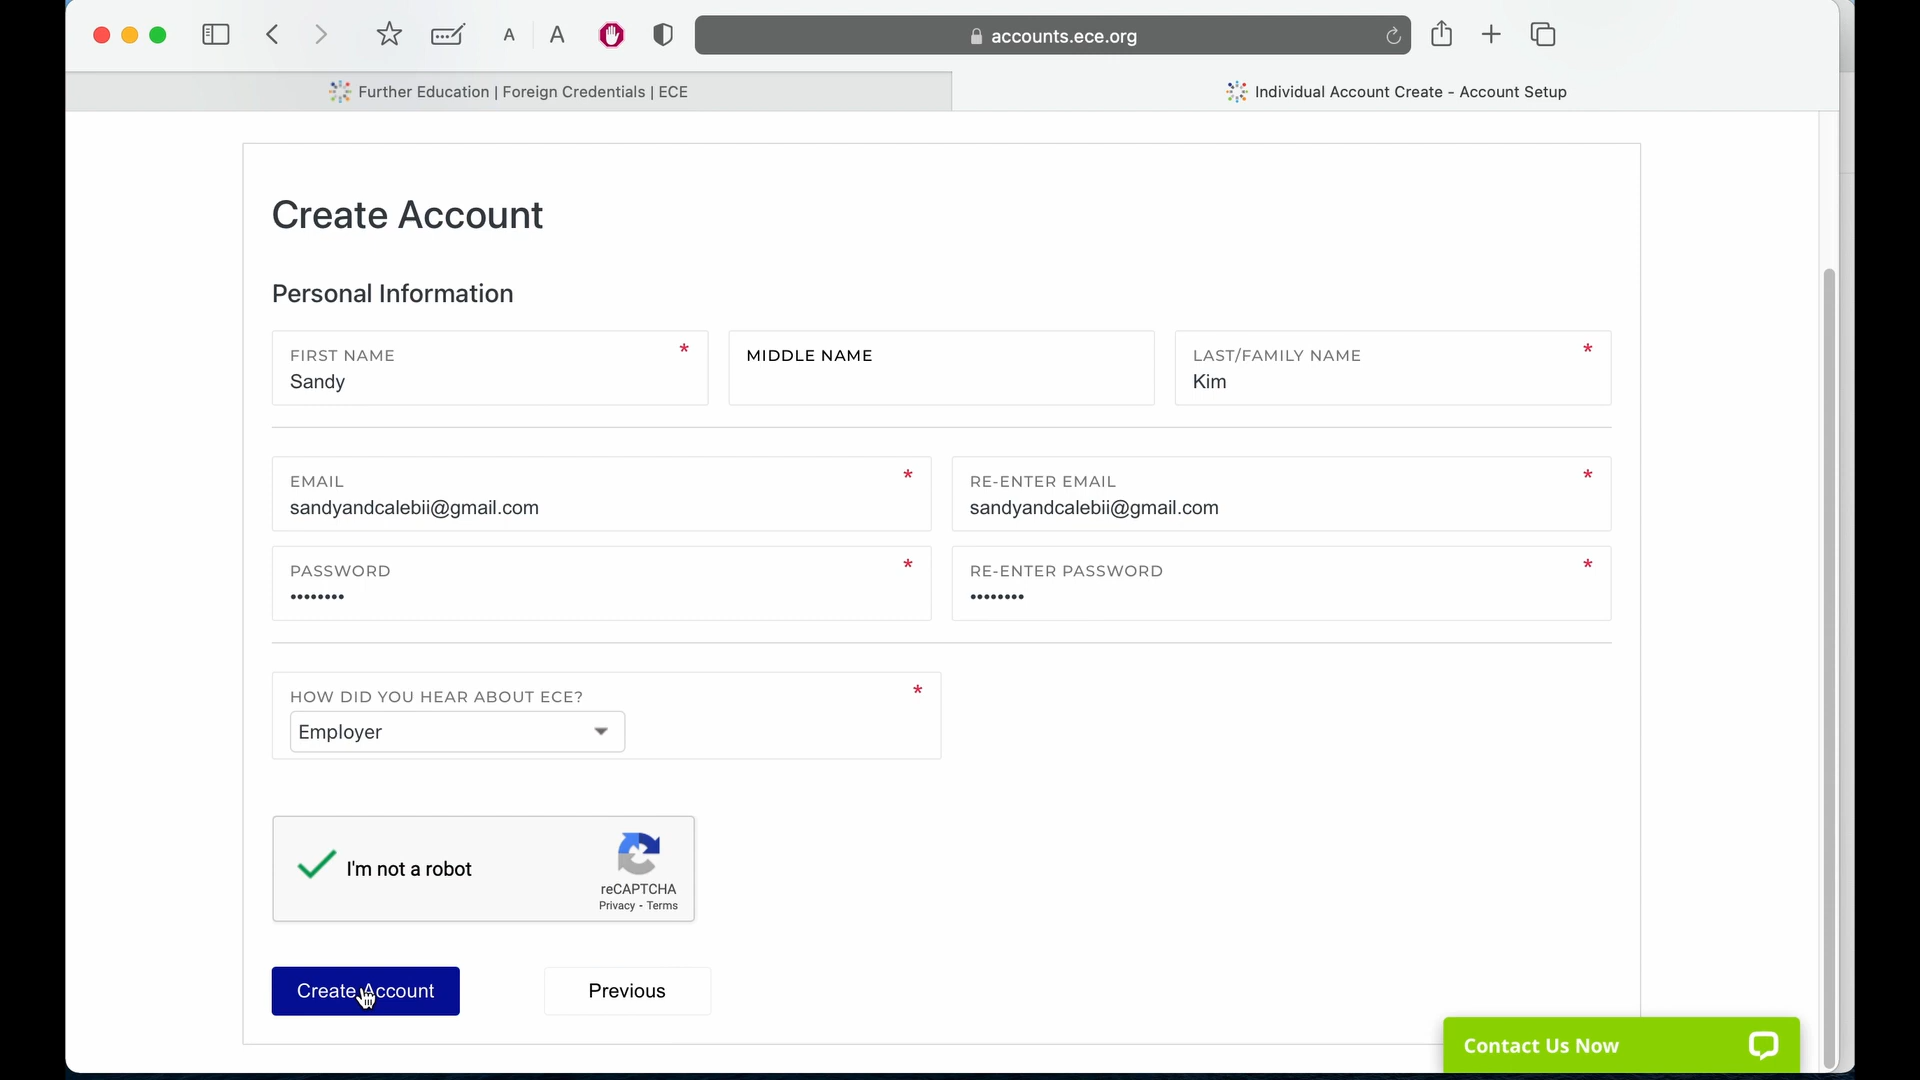 A A accounts.ece.org
Further Education | Foreign Credentials | ECE
Individual Account Create - Account Setup
Create Account
Personal Information
FIRST NAME *
Sandy
MIDDLE NAME
LAST/FAMILY NAME *
Kim
EMAIL *
sandyandcalebii@gmail.com
RE-ENTER EMAIL *
sandyandcalebii@gmail.com
PASSWORD *
••••••••
RE-ENTER PASSWORD *
••••••••
HOW DID YOU HEAR ABOUT ECE? *
Employer
I'm not a robot
reCAPTCHA
Privacy - Terms
Create Account
Previous
Contact Us Now